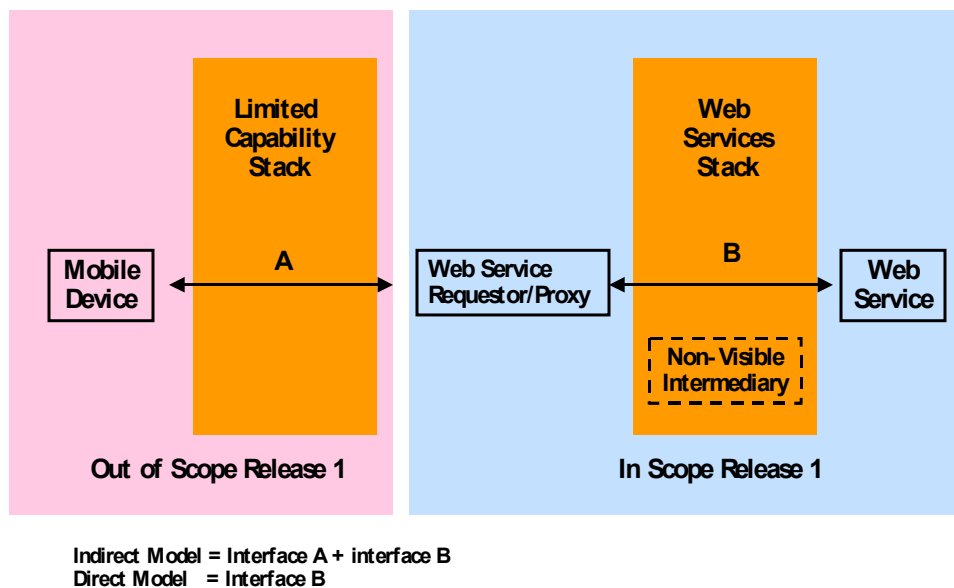 Limited
Capability
Stack
Web
Services
Stack
A
B
Mobile
Device
Web Service
Requestor/Proxy
Web
Service
Non-Visible
Intermediary
Out of Scope Release 1
In Scope Release 1
Indirect Model = Interface A + interface B
Direct Model = Interface B